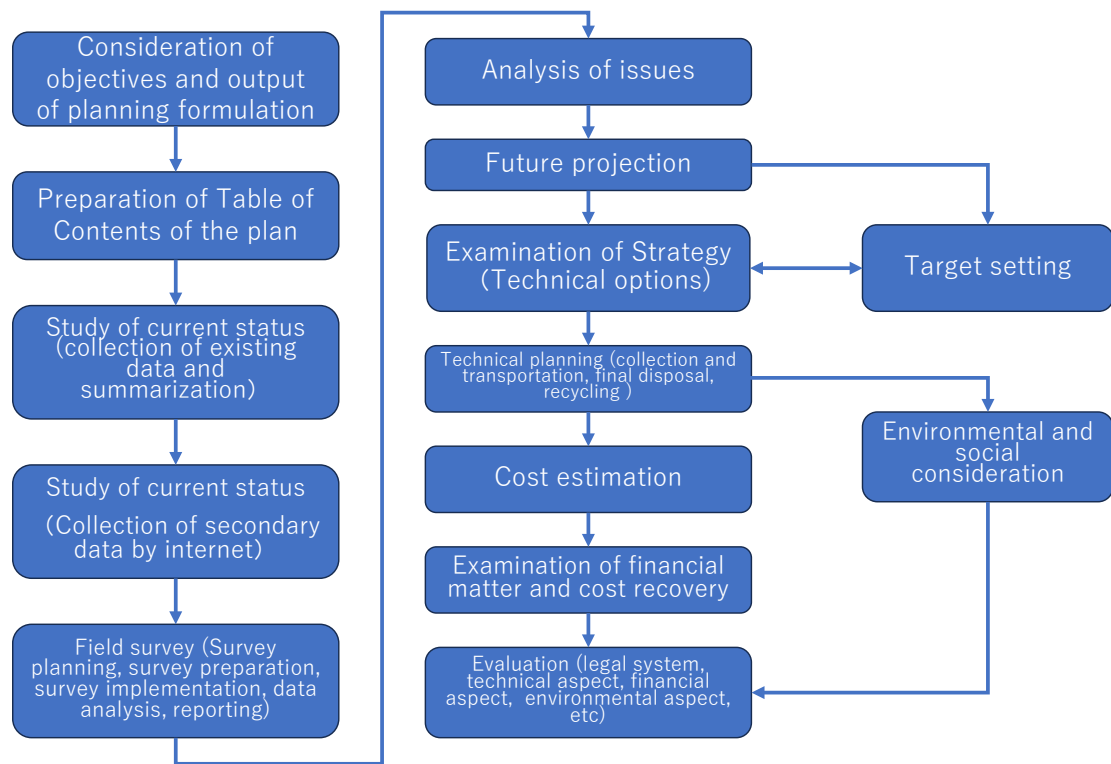 Consideration of
objectives and output
of planning formulation
Preparation of Table of
Contents of the plan
Study of current status
(collection of existing
data and
summarization)
Study of current status
(Collection of secondary
data by internet)
Field survey (Survey
planning, survey preparation,
survey implementation, data
analysis, reporting)
Analysis of issues
Future projection
Examination of Strategy
(Technical options)
Target setting
Technical planning (collection and
transportation, final disposal,
recycling )
Environmental and
social
consideration
Cost estimation
Examination of financial
matter and cost recovery
Evaluation (legal system,
technical aspect, financial
aspect, environmental aspect,
etc)